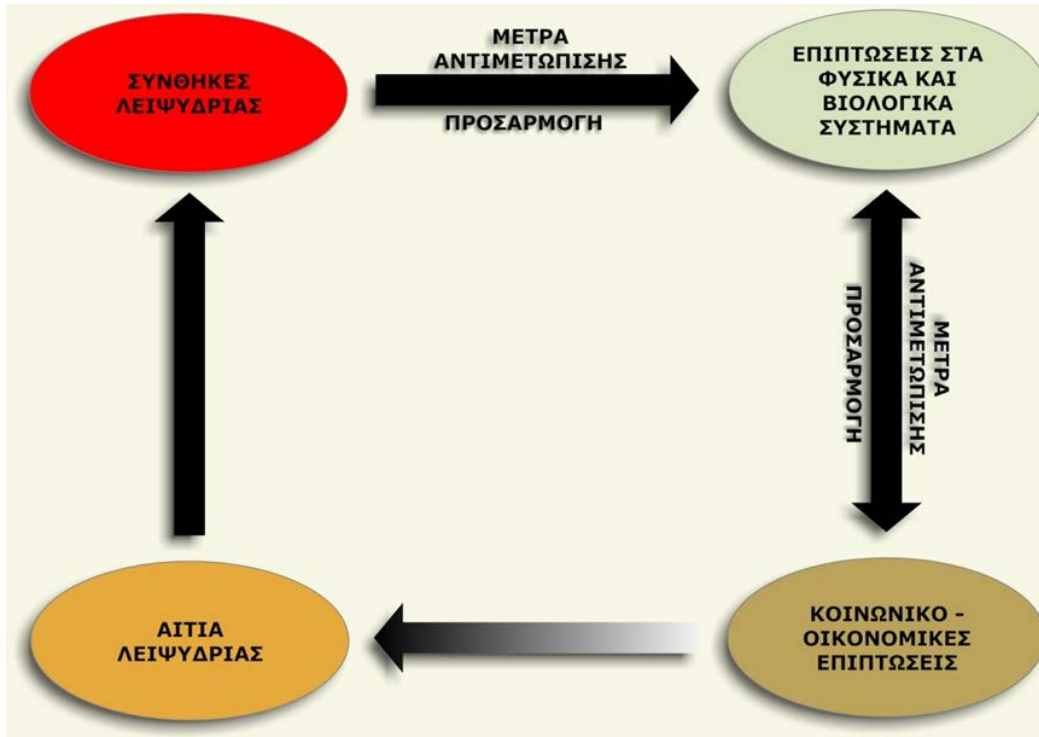 ΣΥΝΘΗΚΕΣ
ΛΕΙΨΥΔΡΙΑΣ
ΜΕΤΡΑ
ΑΝΤΙΜΕΤΩΠΙΣΗΣ
ΠΡΟΣΑΡΜΟΓΗ
ΕΠΙΠΤΩΣΕΙΣ ΣΤΑ
ΦΥΣΙΚΑ ΚΑΙ
ΒΙΟΛΟΓΙΚΑ
ΣΥΣΤΗΜΑΤΑ
ΜΕΤΡΑ
ΑΝΤΙΜΕΤΩΠΙΣΗΣ
ΠΡΟΣΑΡΜΟΓΗ
ΑΙΤΙΑ
ΛΕΙΨΥΔΡΙΑΣ
ΚΟΙΝΩΝΙΚΟ -
ΟΙΚΟΝΟΜΙΚΕΣ
ΕΠΙΠΤΩΣΕΙΣ